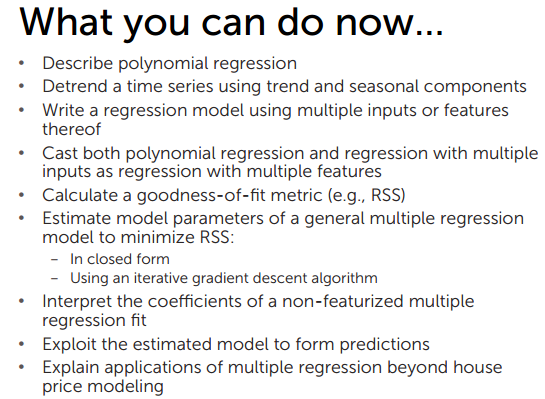 What you can do now...
• Describe polynomial regression
• Detrend a time series using trend and seasonal components
• Write a regression model using multiple inputs or features
thereof
• Cast both polynomial regression and regression with multiple
inputs as regression with multiple features
• Calculate a goodness-of-fit metric (e.g., RSS)
• Estimate model parameters of a general multiple regression
model to minimize RSS:
– In closed form
– Using an iterative gradient descent algorithm
• Interpret the coefficients of a non-featurized multiple
regression fit
• Exploit the estimated model to form predictions
• Explain applications of multiple regression beyond house
price modeling